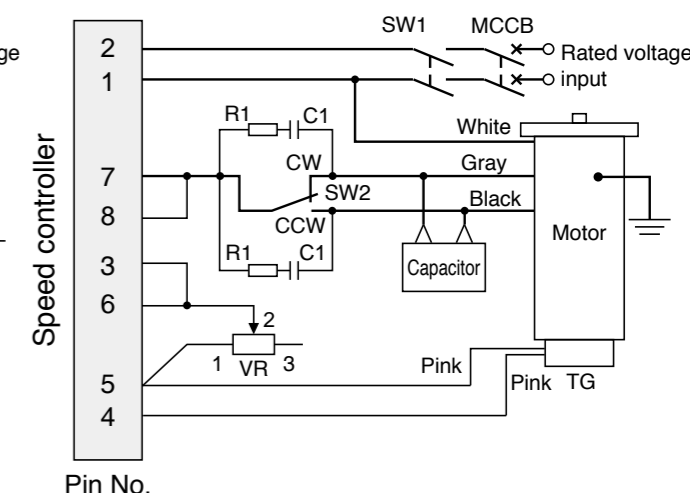 SW1 MCCB
2
Rated voltage
ge
1
input
R1 C1
White
CW
Gray
7
SW2
Black
8
CCW
R1 C1
Motor
Speed controller
3
Capacitor
6
2
1 VR 3
Pink
5
Pink TG
4
Pin No.